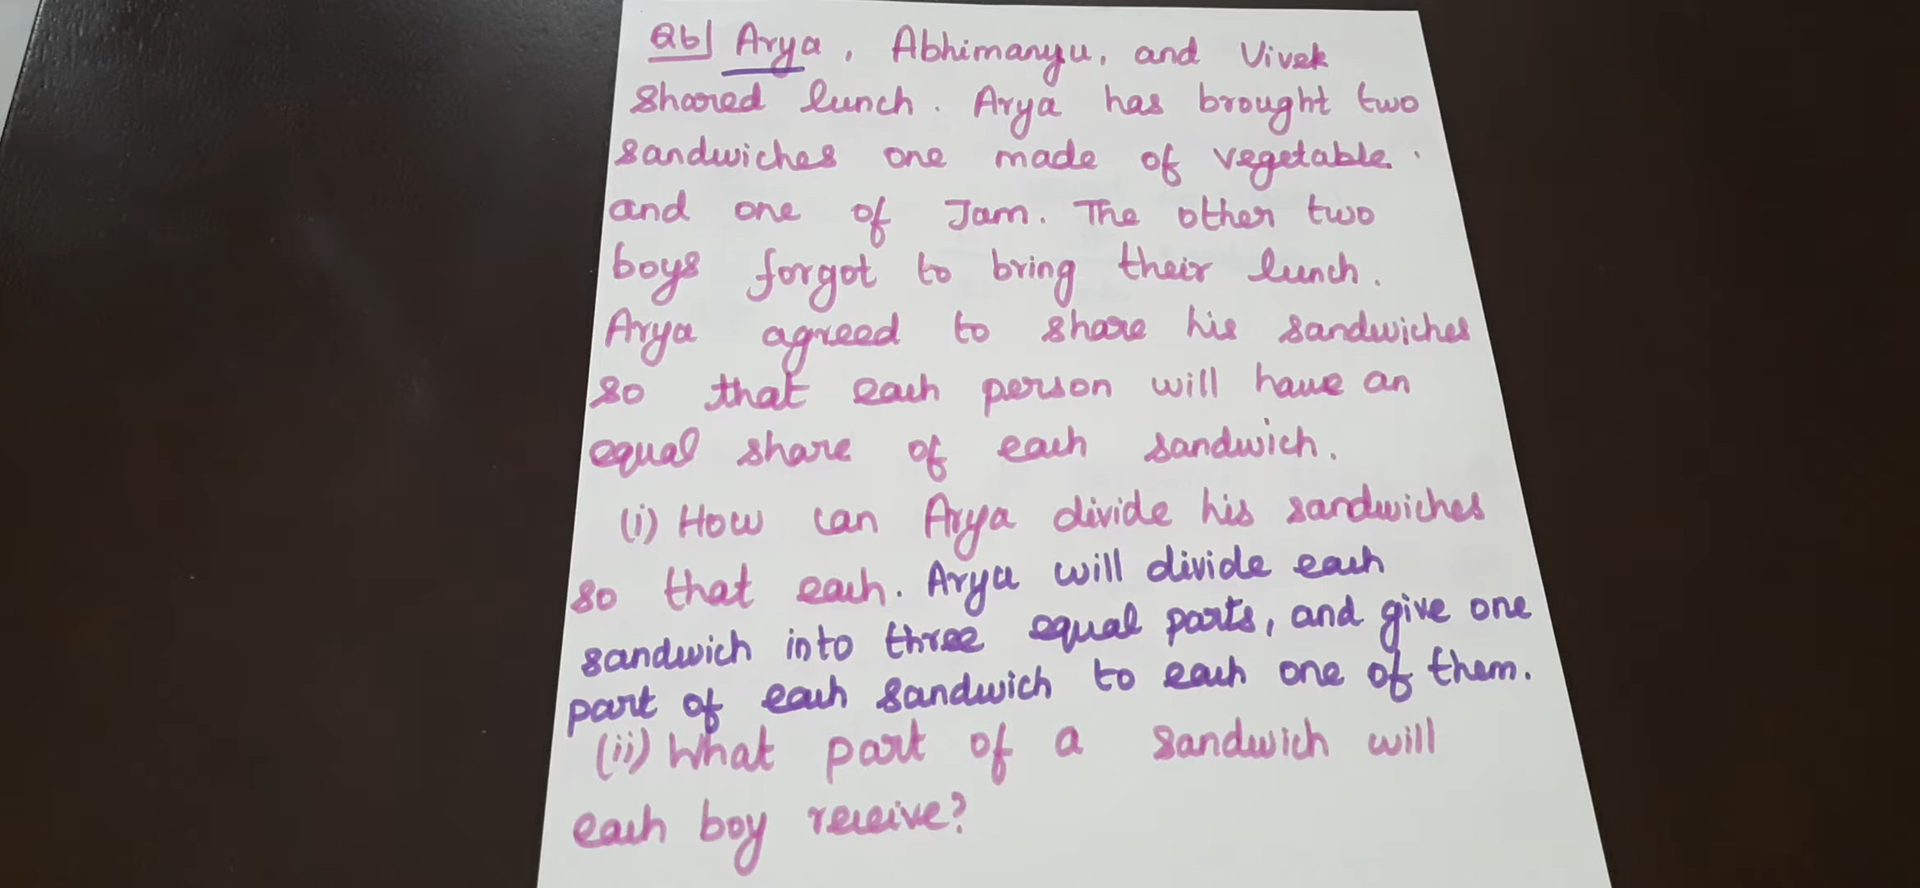 Q6) Arya, Abhimanyu, and Vivek
shared lunch. Arya has brought two
sandwiches one made of vegetable.
and one of Jam. The other two
boys forgot to bring their lunch.
Arya agreed to share his sandwiches
so that each person will have an
equal share of each sandwich.
(i) How can Arya divide his sandwiches
so that each. Arya will divide each
sandwich into three equal parts, and give one
part of each sandwich to each one of them.
(ii) What part of a sandwich will
each boy receive?